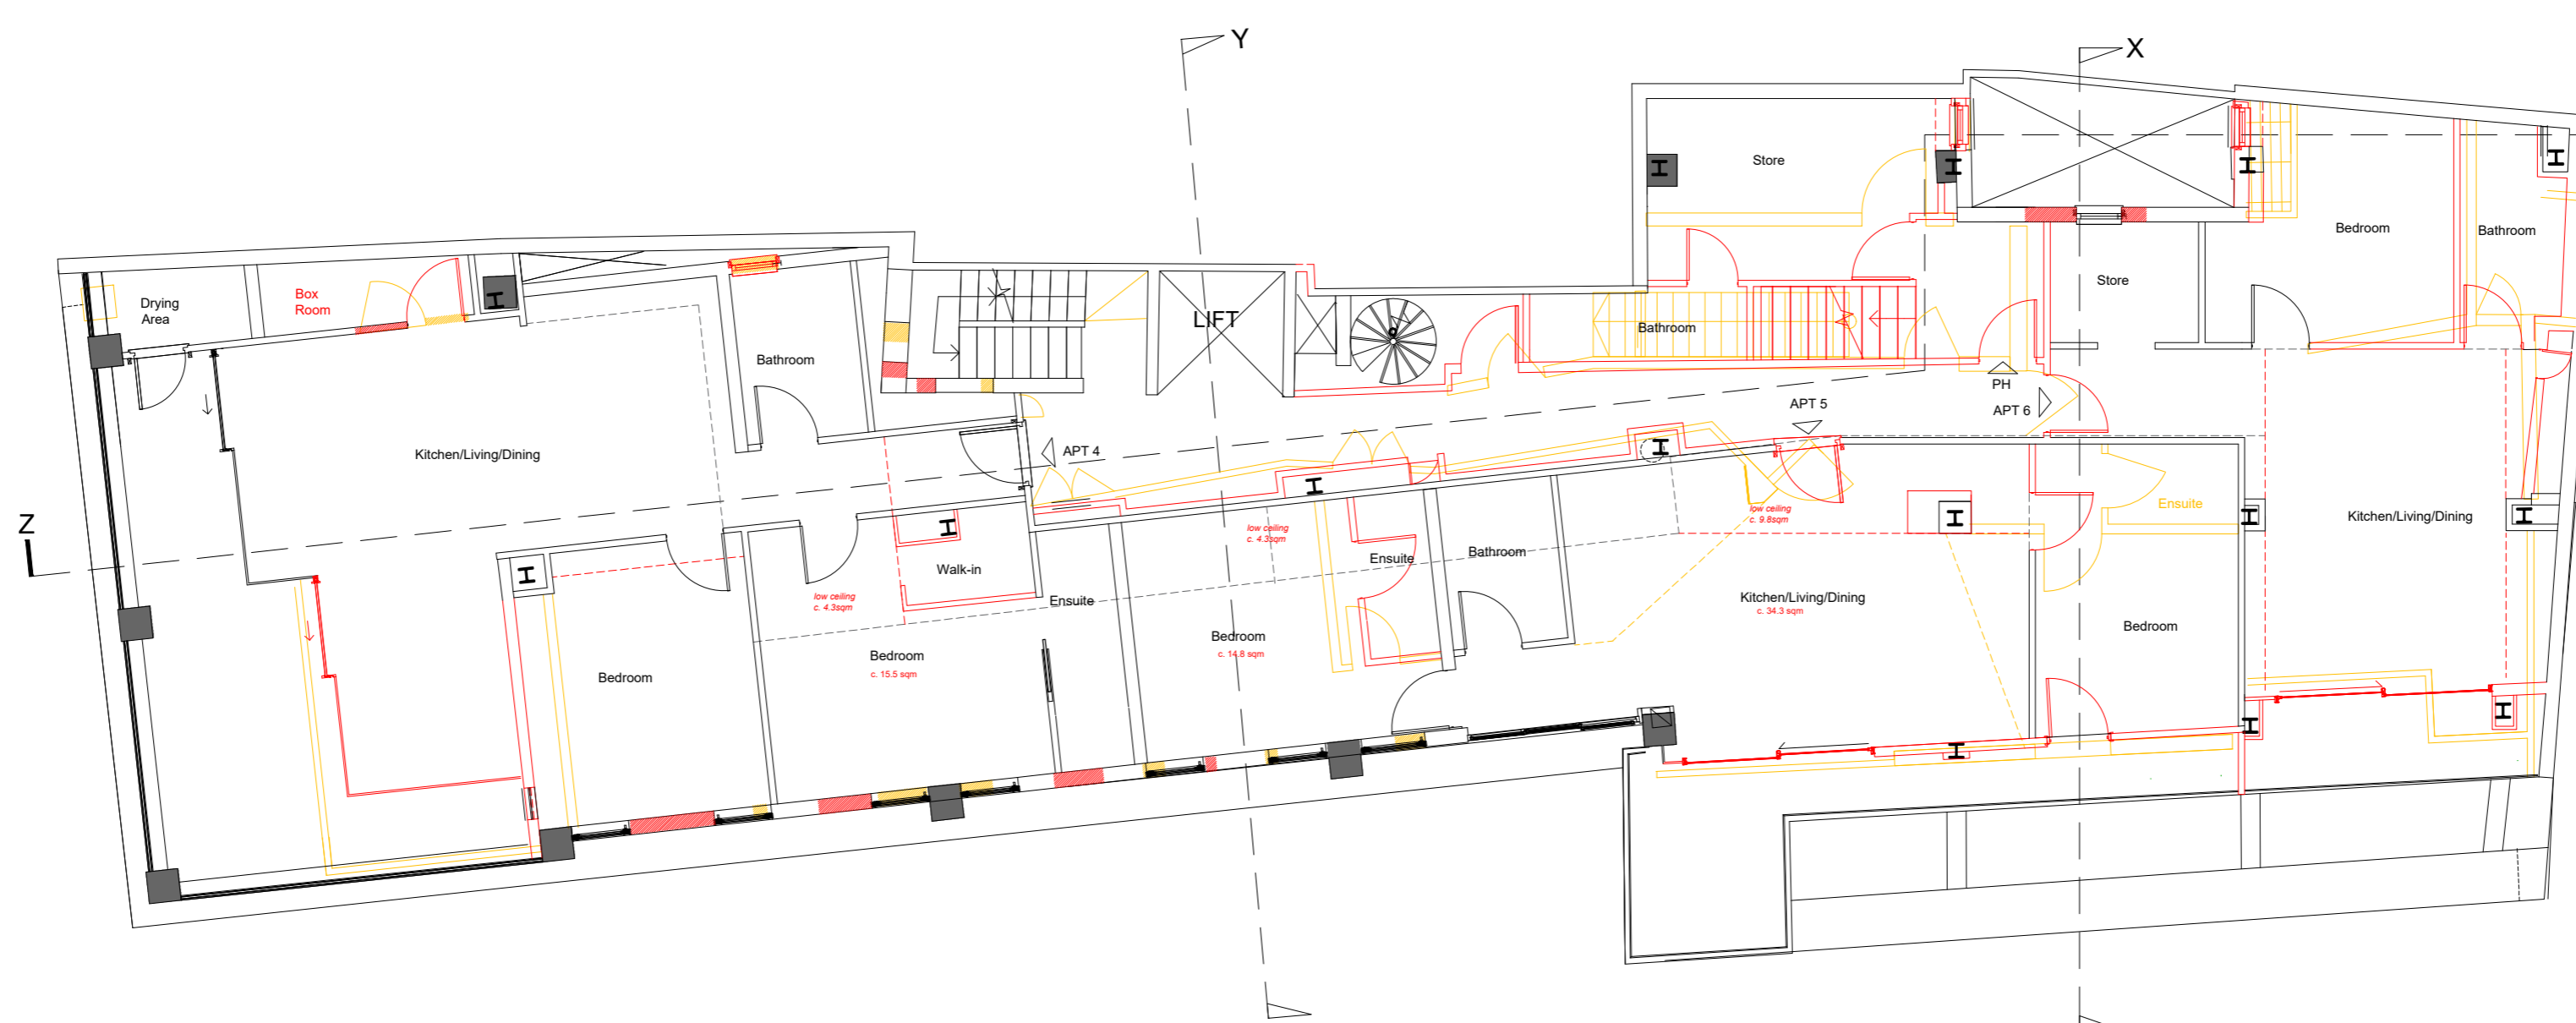 Y
X
Store
Bedroom
Bathroom
Store
Drying
Area
Box
Room
LIFT
Bathroom
Bathroom
PH
APT 5
APT 6
Kitchen/Living/Dining
APT 4
Ensuite
Z
low ceiling
c. 4.3sqm
low ceiling
c. 9.8sqm
Kitchen/Living/Dining
Bathroom
Ensuite
Walk-in
low ceiling
c. 4.3sqm
Ensuite
Kitchen/Living/Dining
c. 34.3 sqm
Bedroom
Bedroom
c. 14.8 sqm
Bedroom
c. 15.5 sqm
Bedroom